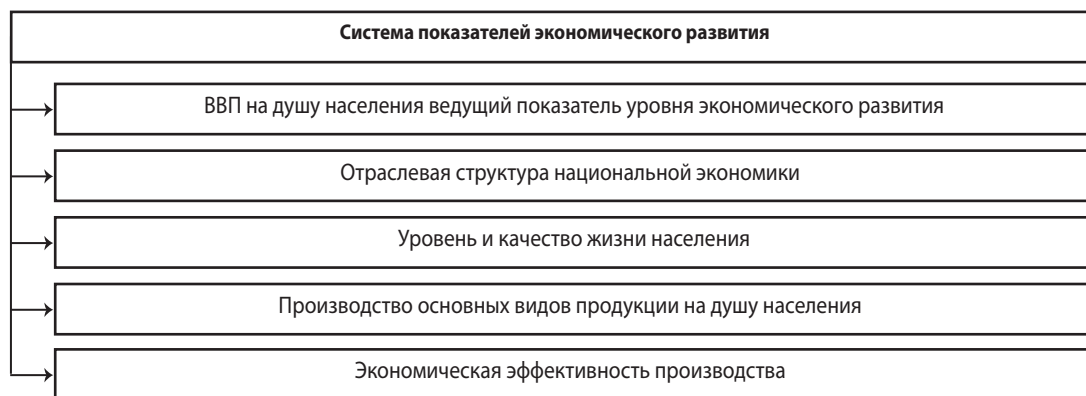 Система показателей экономического развития
ВВП на душу населения ведущий показатель уровня экономического развития
Отраслевая структура национальной экономики
Уровень и качество жизни населения
Производство основных видов продукции на душу населения
Экономическая эффективность производства